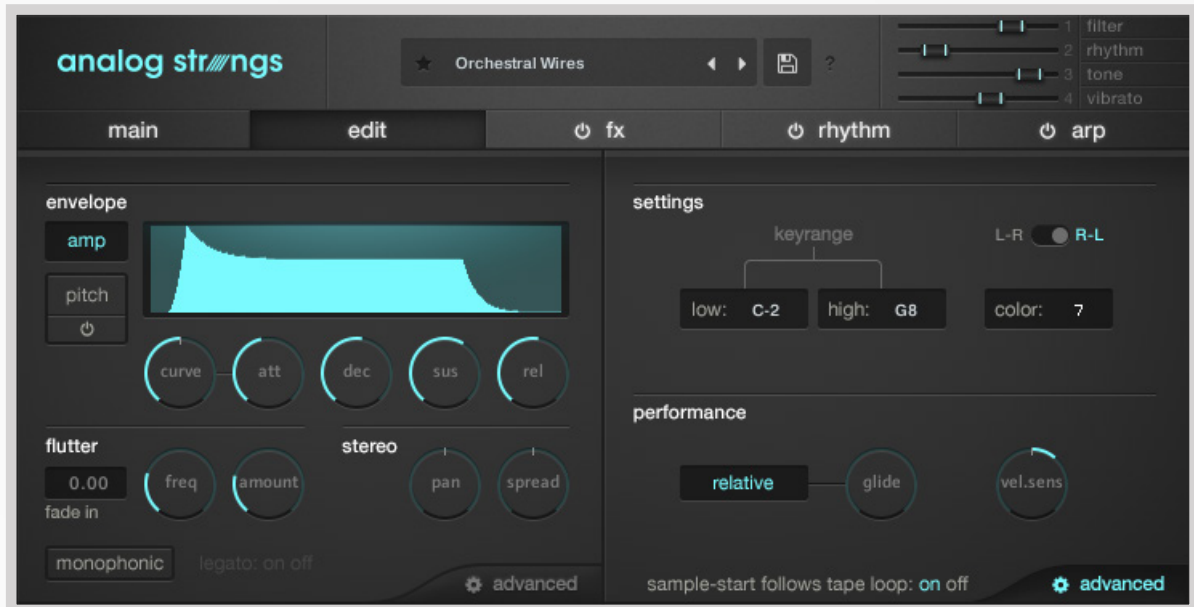 analog strings
Orchestral Wires
?
1 filter
2 rhythm
3 tone
4 vibrato
main edit fx rhythm arp
envelope
amp
pitch
curve att dec sus rel
flutter
0.00
fade in
freq amount
stereo
pan spread
monophonic legato: on off
advanced
settings
keyrange
L-R R-L
low: C-2 high: G8 color: 7
performance
relative glide vel.sens
sample-start follows tape loop: on off
advanced